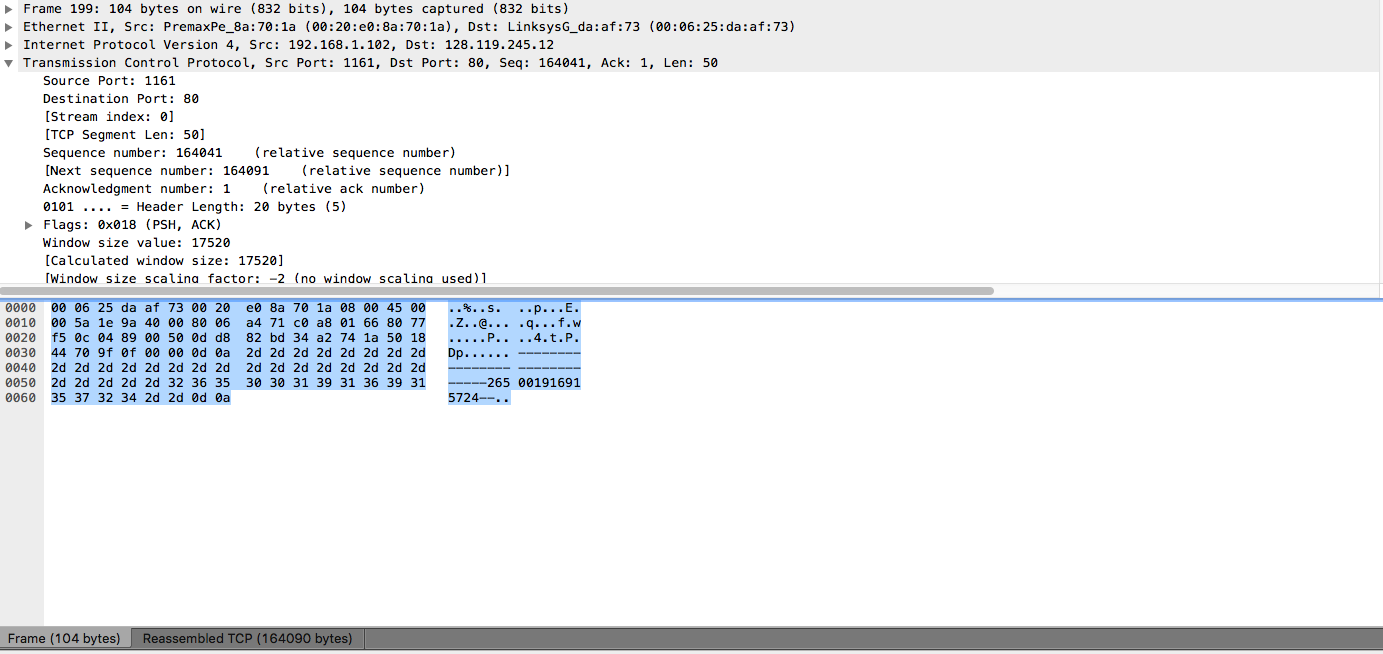 Frame 199: 104 bytes on wire (832 bits), 104 bytes captured (832 bits)
Ethernet II, Src: PremaxPe_8a:70:1a (00:20:e0:8a:70:1a), Dst: LinksysG_da:af:73 (00:06:25:da:af:73)
Internet Protocol Version 4, Src: 192.168.1.102, Dst: 128.119.245.12
Transmission Control Protocol, Src Port: 1161, Dst Port: 80, Seq: 164041, Ack: 1, Len: 50
Source Port: 1161
Destination Port: 80
[Stream index: 0]
[TCP Segment Len: 50]
Sequence number: 164041    (relative sequence number)
[Next sequence number: 164091    (relative sequence number)]
Acknowledgment number: 1    (relative ack number)
0101 .... = Header Length: 20 bytes (5)
Flags: 0x018 (PSH, ACK)
Window size value: 17520
[Calculated window size: 17520]
[Window size scaling factor: -2 (no window scaling used)]
0000 00 06 25 da af 73 00 20 e0 8a 70 1a 08 00 45 00 ..%..s. ..p...E.
0010 00 5a 1e 9a 40 00 80 06 a4 71 c0 a8 01 66 80 77 .Z..@... .q...f.w
0020 f5 0c 04 89 00 50 0d d8 82 bd 34 a2 74 1a 50 18 .....P.. ..4.t.P.
0030 44 70 9f 0f 00 00 0d 0a 2d 2d 2d 2d 2d 2d 2d 2d Dp...... --------
0040 2d 2d 2d 2d 2d 2d 2d 2d 2d 2d 2d 2d 2d 2d 2d 2d -------- --------
0050 2d 2d 2d 2d 2d 32 36 35 30 30 31 39 31 36 39 31 -----265 00191691
0060 35 37 32 34 2d 2d 0d 0a 5724--..
Frame (104 bytes) Reassembled TCP (164090 bytes)